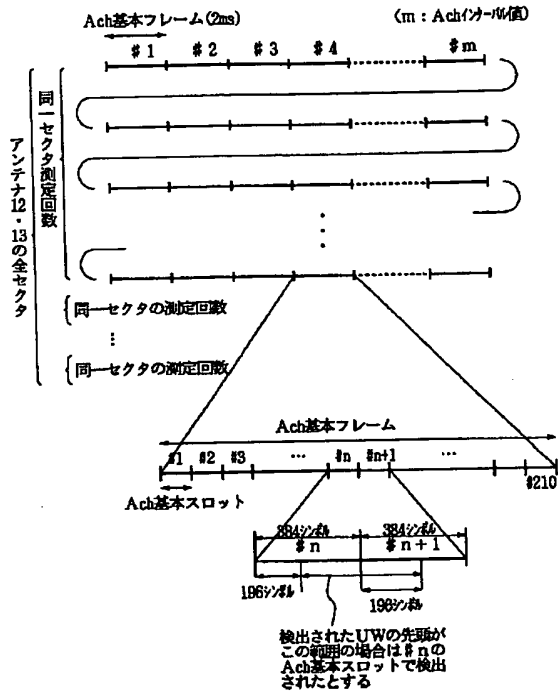 Ach基本フレーム(2ms)
(m：Achインターバル値)
#1 #2 #3 #4 #m
アンテナ12・13の全セクタ
同一セクタ測定回数
同一セクタの測定回数
⋮
同一セクタの測定回数
Ach基本フレーム
#1 #2 #3 … #n #n+1 …
#210
Ach基本スロット
384シンボル 384シンボル
#n #n+1
196シンボル
196シンボル
検出されたUWの先頭が
この範囲の場合は#nの
Ach基本スロットで検出
されたとする